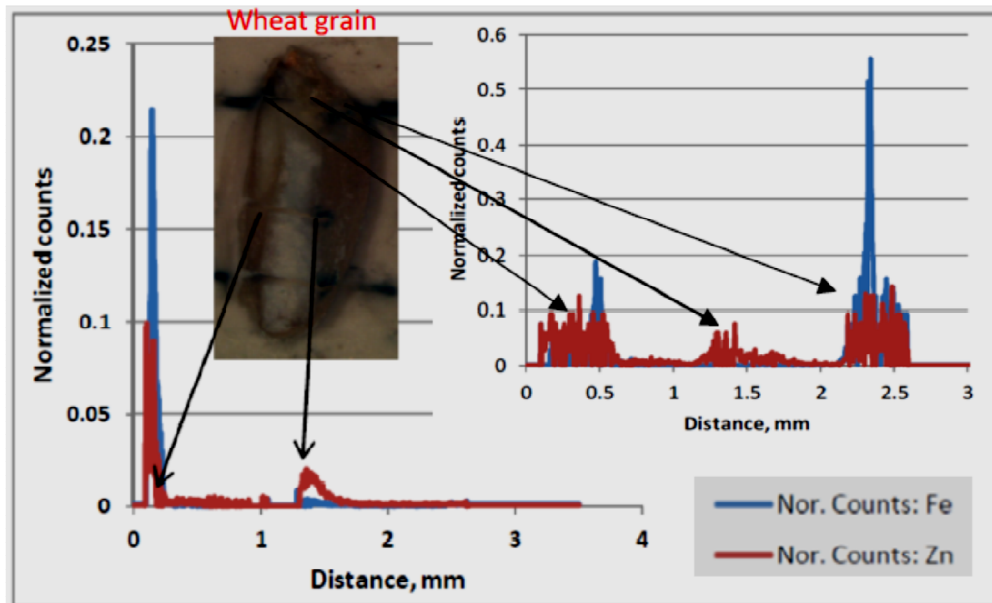 Wheat grain
0.25
0.2
0.15
0.1
0.05
0
Normalized counts
0 1 2 3 4
Distance, mm
0.6
0.5
0.4
0.3
0.2
0.1
0
Normalized counts
0 0.5 1 1.5 2 2.5 3
Distance, mm
Nor. Counts: Fe
Nor. Counts: Zn